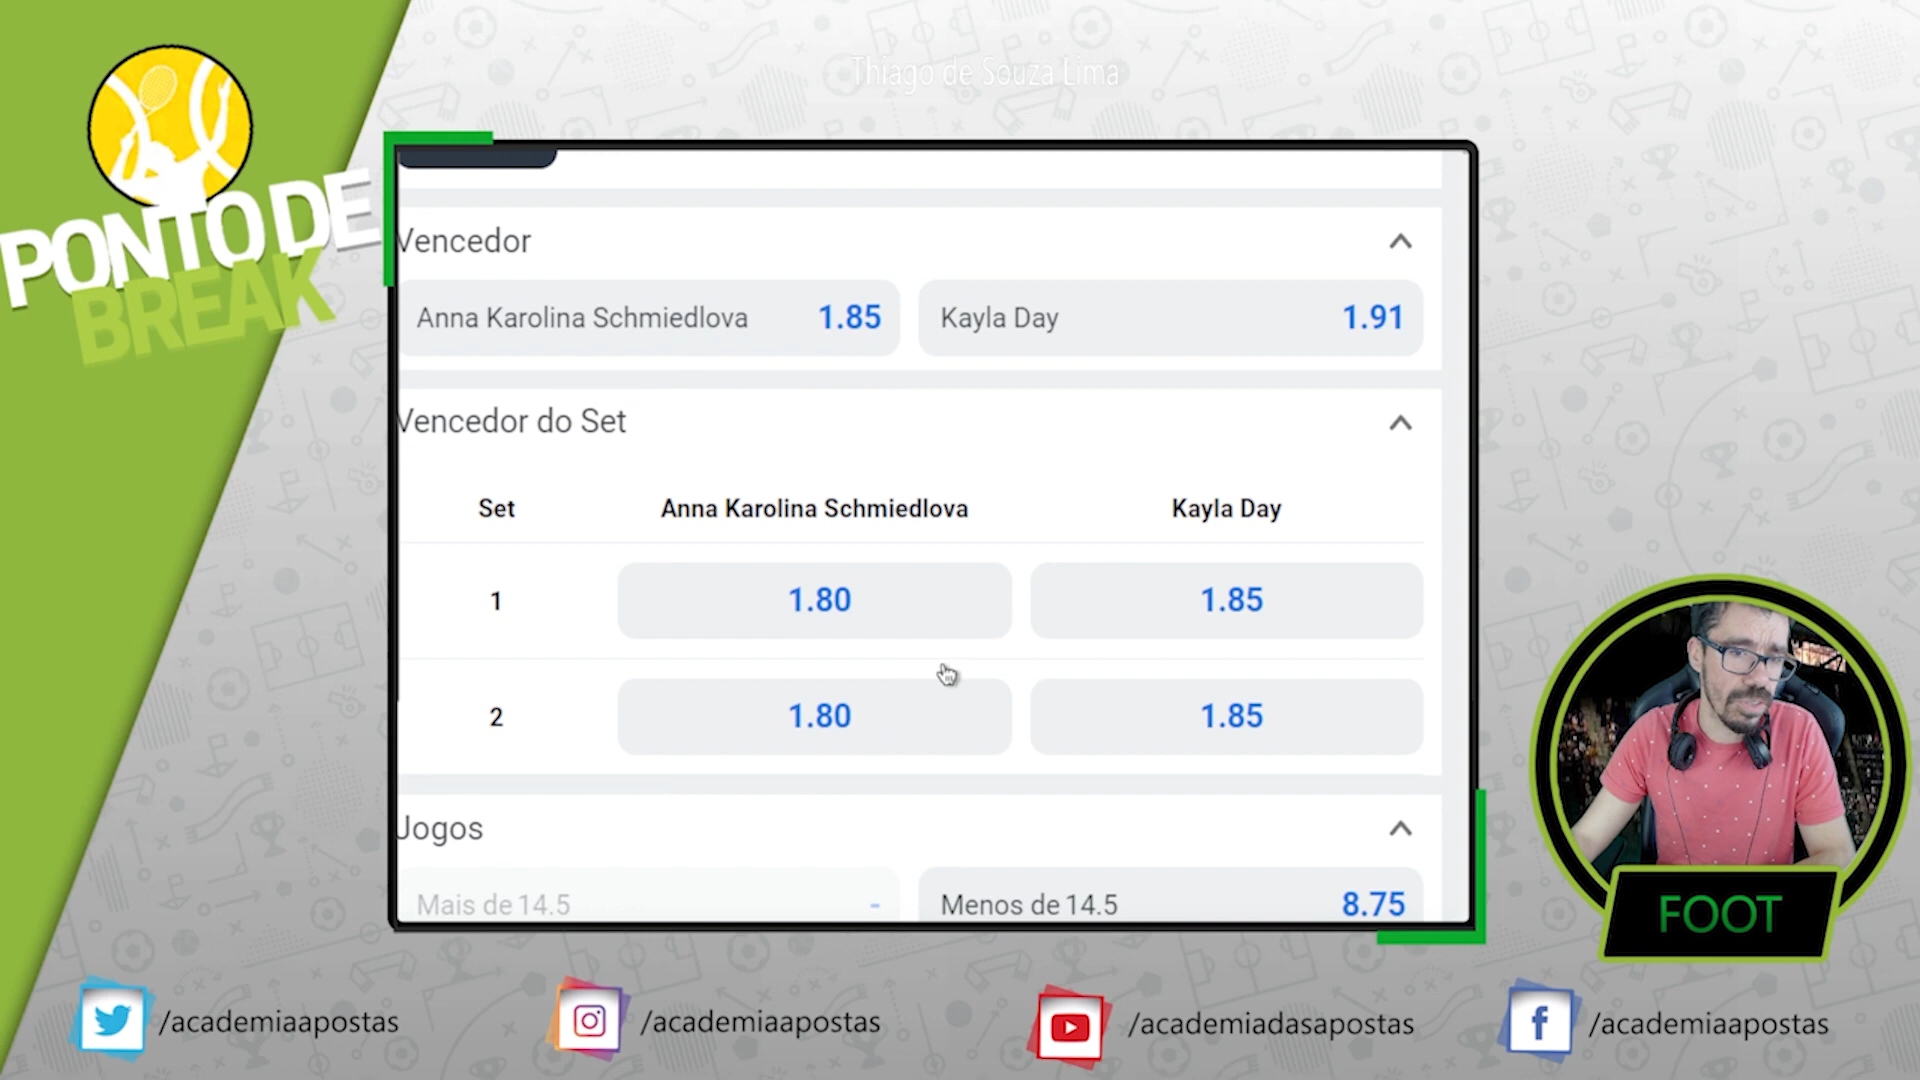 Thiago de Souza Lima
PONTO DE
BREAK
Vencedor
Anna Karolina Schmiedlova 1.85 Kayla Day 1.91
Vencedor do Set
Set Anna Karolina Schmiedlova Kayla Day
1 1.80 1.85
2 1.80 1.85
Jogos
Mais de 14.5 - Menos de 14.5 8.75
FOOT
/academiaapostas /academiaapostas /academiadasapostas /academiaapostas